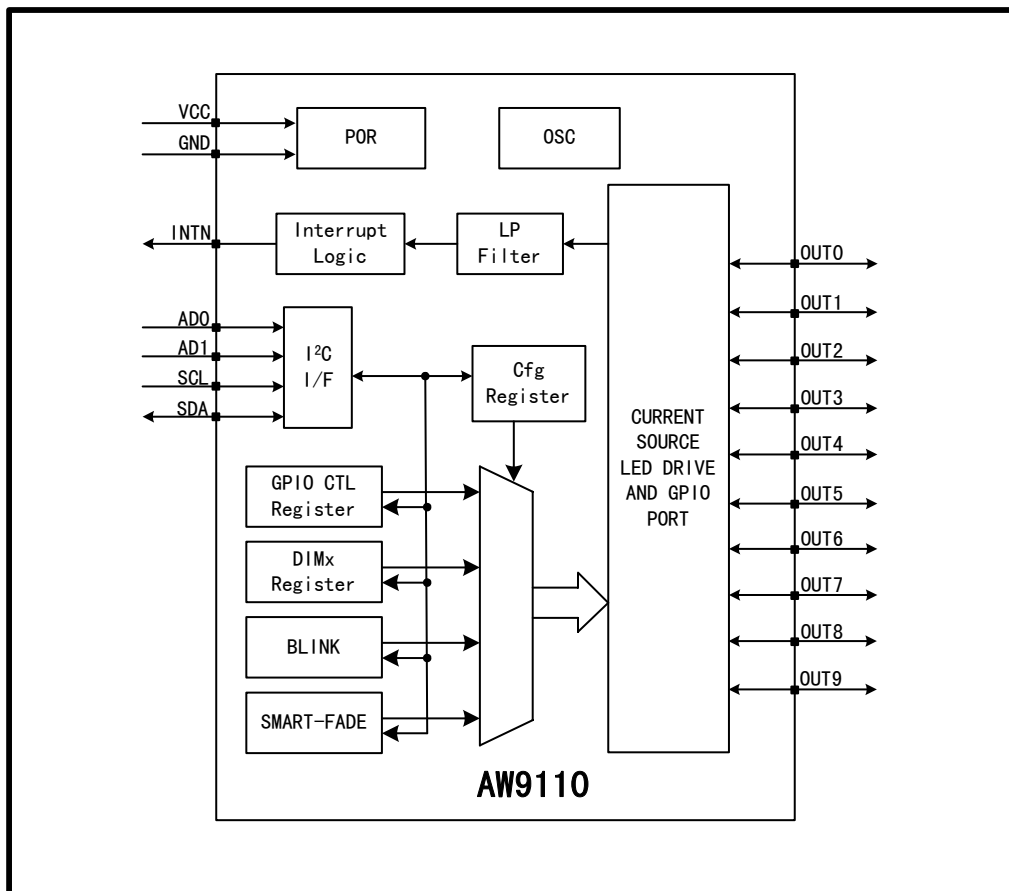 VCC
GND
POR
OSC
INTN
Interrupt
Logic
LP
Filter
AD0
AD1
SCL
SDA
I²C
I/F
Cfg
Register
GPIO CTL
Register
DIMx
Register
BLINK
SMART-FADE
CURRENT
SOURCE
LED DRIVE
AND GPIO
PORT
OUT0
OUT1
OUT2
OUT3
OUT4
OUT5
OUT6
OUT7
OUT8
OUT9
AW9110